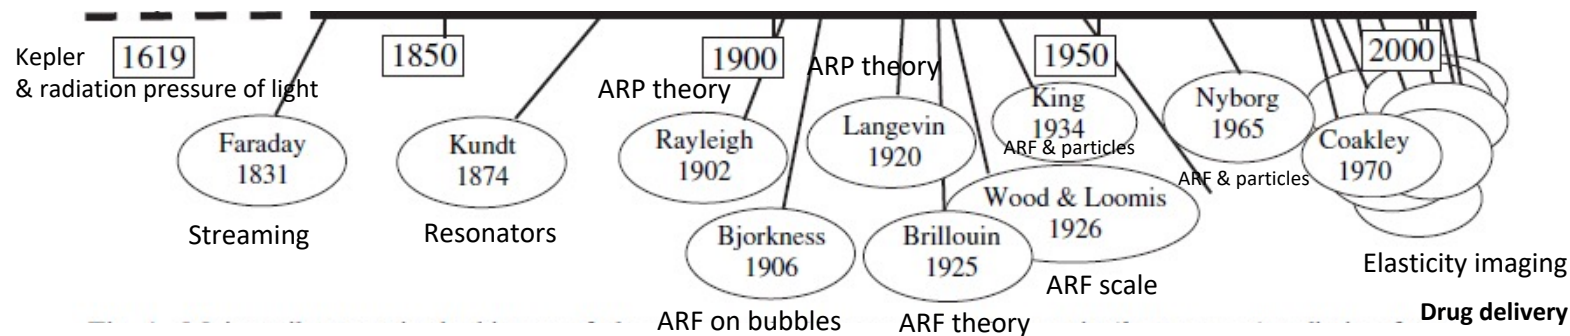 Kepler
& radiation pressure of light
1619
1850
1900
1950
2000
Faraday
1831
Streaming
Kundt
1874
Resonators
ARP theory
Rayleigh
1902
Bjorkness
1906
ARF on bubbles
ARP theory
Langevin
1920
Brillouin
1925
ARF theory
Wood & Loomis
1926
ARF scale
King
1934
ARF & particles
ARF & particles
Nyborg
1965
Coakley
1970
Elasticity imaging
Drug delivery